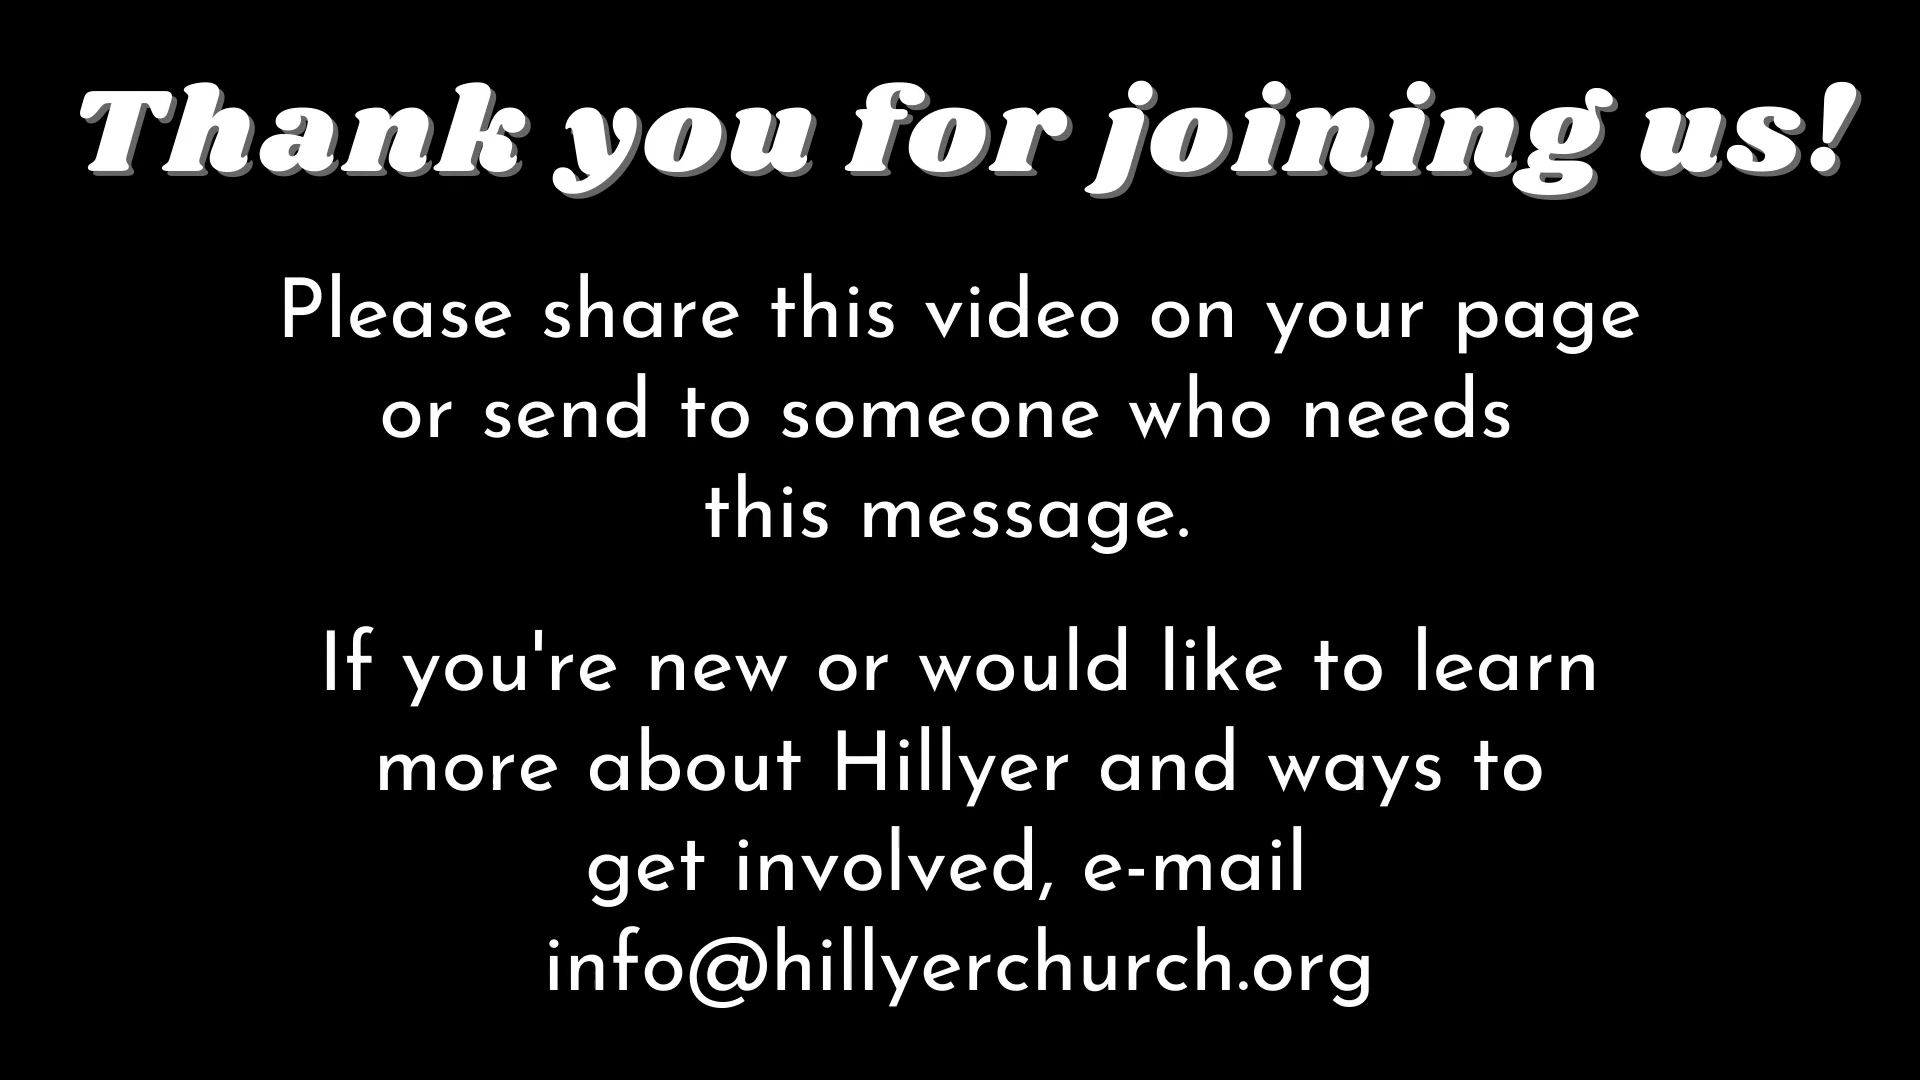 Thank you for joining us!
Please share this video on your page
or send to someone who needs
this message.
If you're new or would like to learn
more about Hillyer and ways to
get involved, e-mail
info@hillyerchurch.org